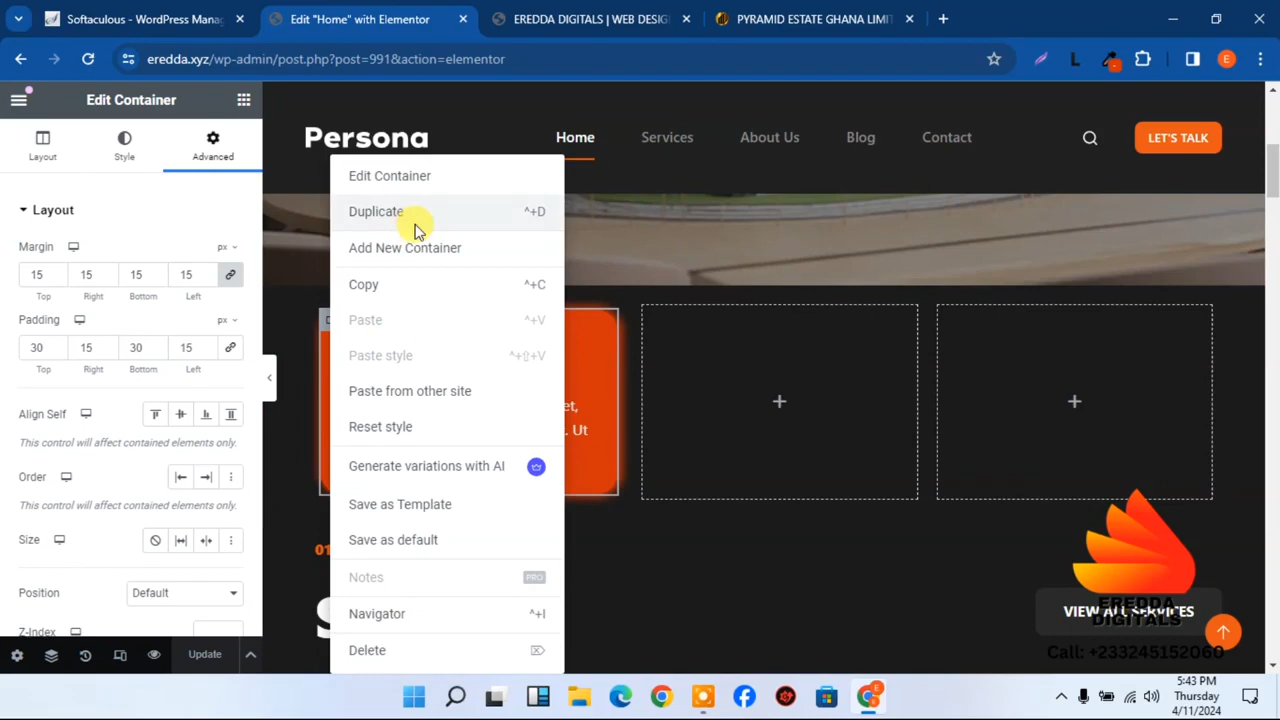 Softaculous - WordPress Mana
Edit "Home" with Elementor
EREDDA DIGITALS | WEB DESIG
PYRAMID ESTATE GHANA LIMIT
eredda.xyz/wp-admin/post.php?post=991&action=elementor
L
E
Edit Container
Layout
Style
Advanced
Layout
Margin
px
15
15
15
15
Top
Right
Bottom
Left
Padding
px
30
15
30
15
Top
Right
Bottom
Left
Align Self
This control will affect contained elements only.
Order
This control will affect contained elements only.
Size
Position
Default
Z-Index
Update
Persona
Home
Services
About Us
Blog
Contact
LET'S TALK
Edit Container
Duplicate
^+D
Add New Container
Copy
^+C
Paste
^+V
Paste style
^+⇧+V
Paste from other site
Reset style
Generate variations with AI
Save as Template
Save as default
Notes
PRO
Navigator
^+I
Delete
et,
. Ut
01
S
VIEW ALL SERVICES
EREDDA
DIGITALS
Call: +233245152060
5:43 PM
Thursday
4/11/2024